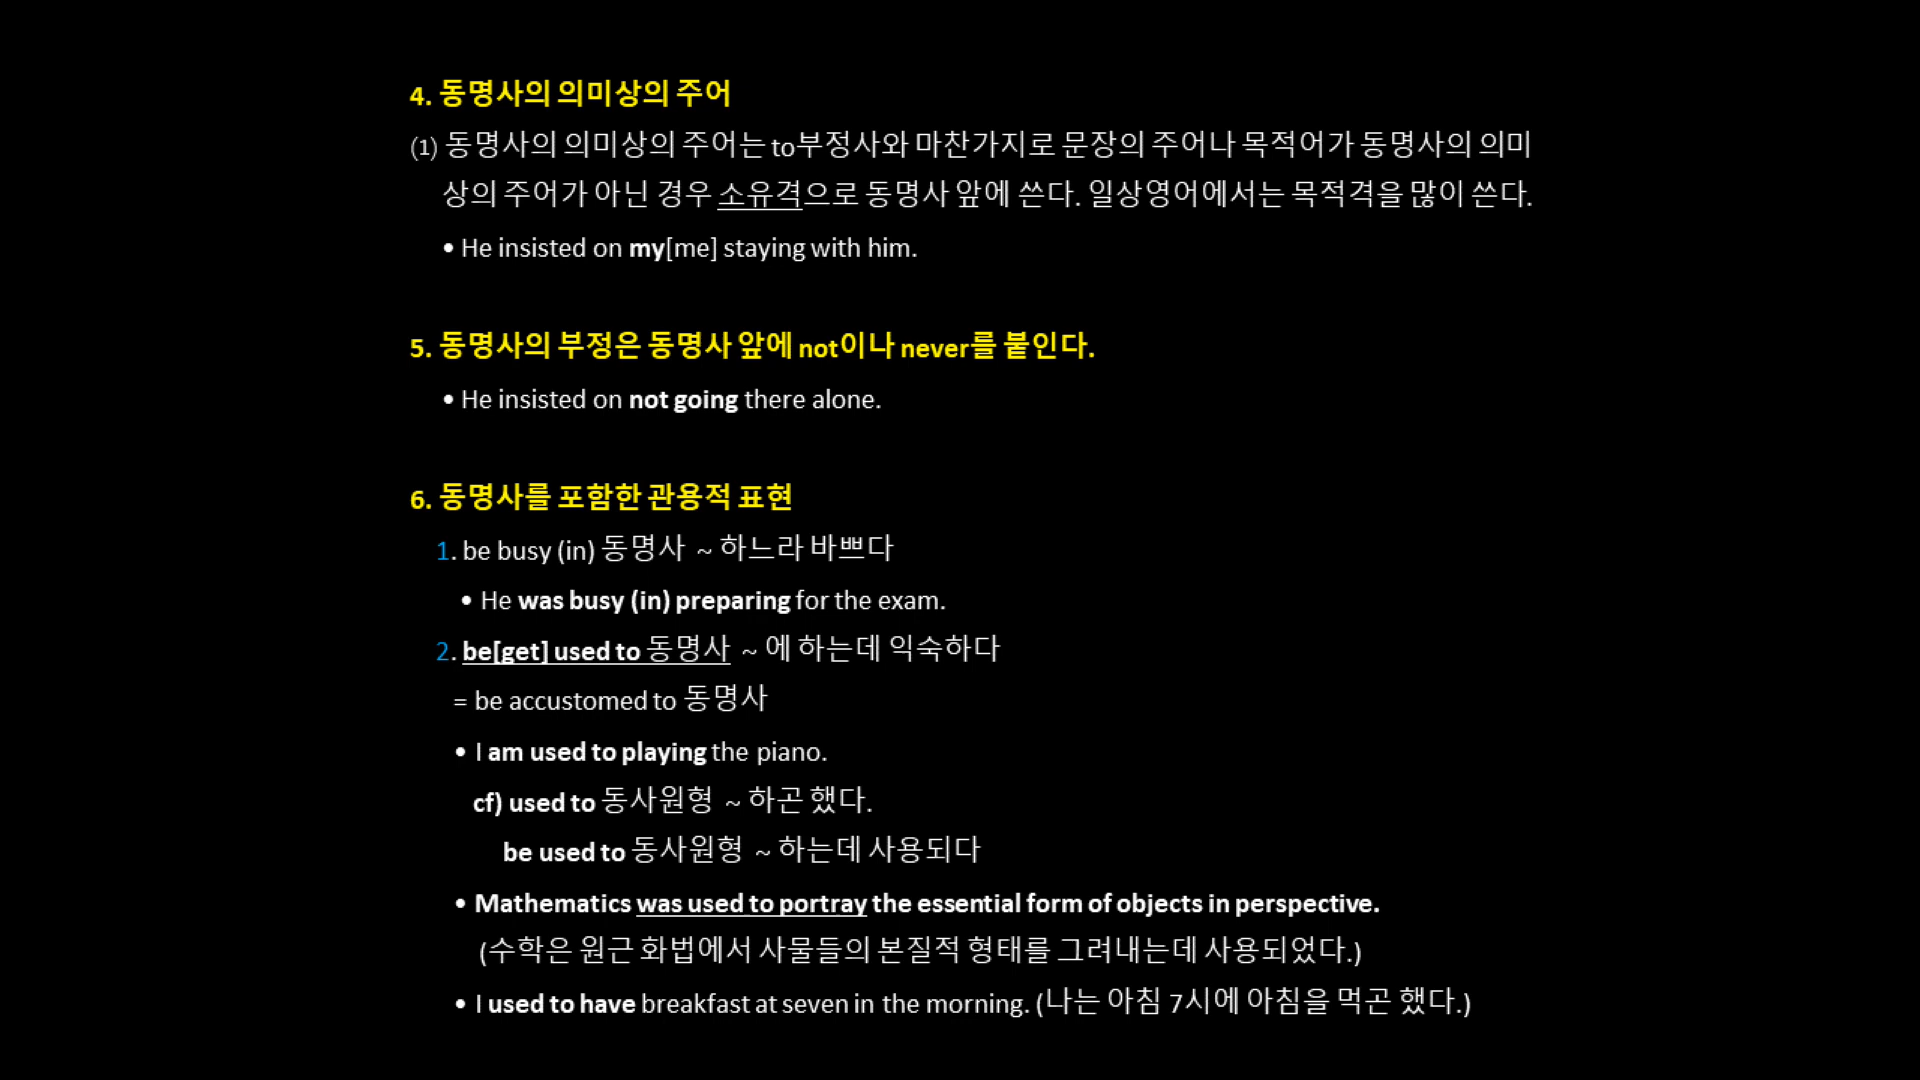 4. 동명사의 의미상의 주어
(1) 동명사의 의미상의 주어는 to부정사와 마찬가지로 문장의 주어나 목적어가 동명사의 의미
상의 주어가 아닌 경우 소유격으로 동명사 앞에 쓴다. 일상영어에서는 목적격을 많이 쓴다.
• He insisted on my[me] staying with him.
5. 동명사의 부정은 동명사 앞에 not이나 never를 붙인다.
• He insisted on not going there alone.
6. 동명사를 포함한 관용적 표현
1. be busy (in) 동명사 ~ 하느라 바쁘다
• He was busy (in) preparing for the exam.
2. be[get] used to 동명사 ~ 에 하는데 익숙하다
= be accustomed to 동명사
• I am used to playing the piano.
cf) used to 동사원형 ~ 하곤 했다.
be used to 동사원형 ~ 하는데 사용되다
• Mathematics was used to portray the essential form of objects in perspective.
(수학은 원근 화법에서 사물들의 본질적 형태를 그려내는데 사용되었다.)
• I used to have breakfast at seven in the morning. (나는 아침 7시에 아침을 먹곤 했다.)